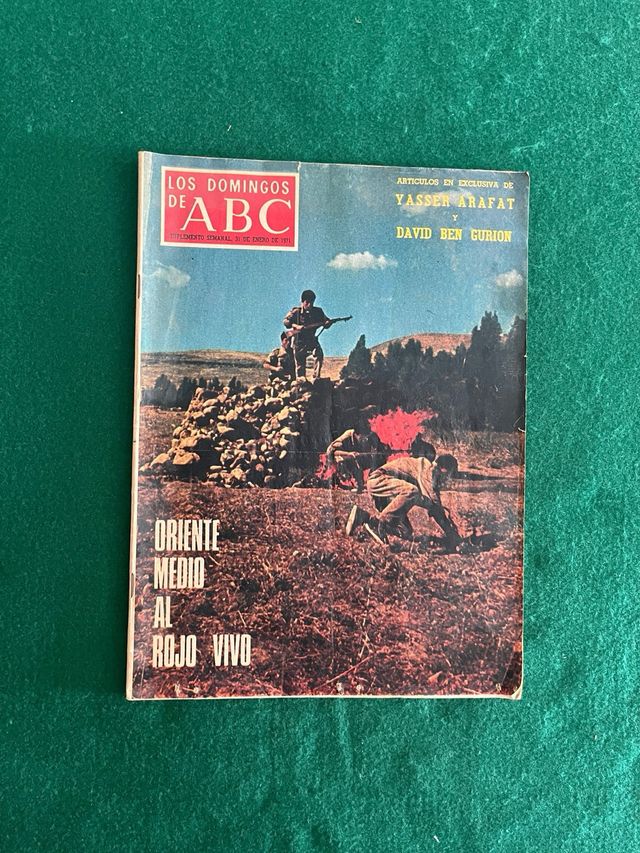 LOS DOMINGOS
DE ABC
SUPLEMENTO SEMANAL, 31 DE ENERO DE 1971
ARTICULOS EN EXCLUSIVA DE
YASSER ARAFAT
Y
DAVID BEN GURION
ORIENTE
MEDIO
AL
ROJO VIVO